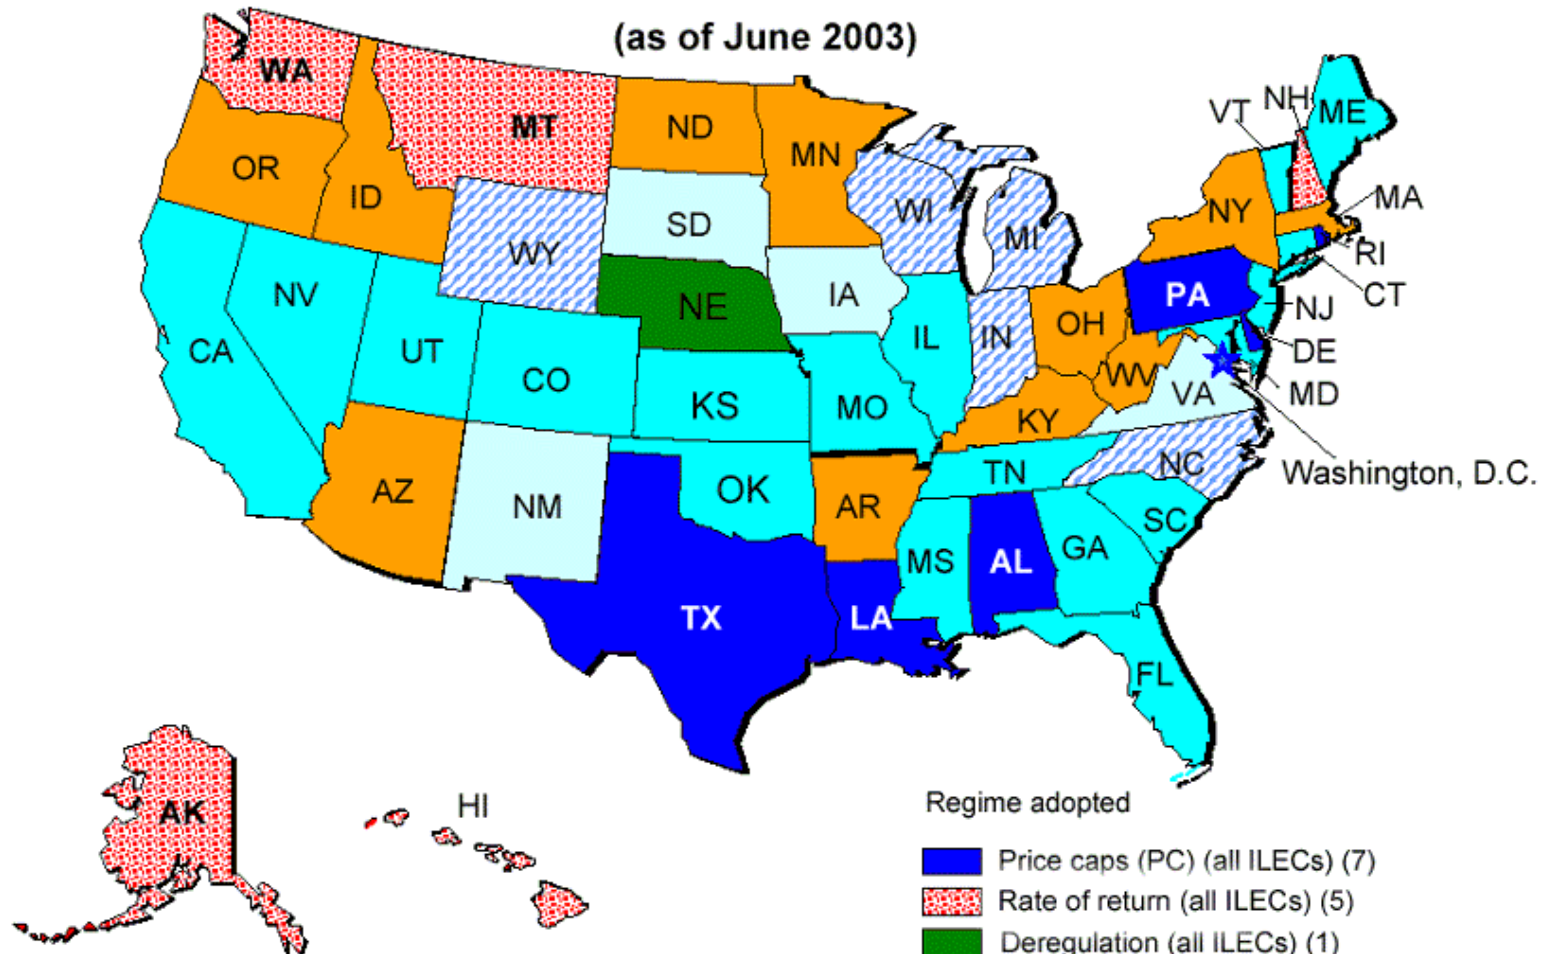 (as of June 2003)
WA
MT
ND
MN
OR
ID
SD
WY
WI
MI
VT
NH
ME
NY
MA
RI
CT
NJ
PA
DE
MD
NV
CA
UT
CO
NE
IA
IL
IN
OH
WV
VA
KY
KS
MO
Washington, D.C.
AZ
NM
OK
AR
TN
NC
SC
MS
AL
GA
TX
LA
FL
AK
HI
Regime adopted
Price caps (PC) (all ILECs) (7)
Rate of return (all ILECs) (5)
Deregulation (all ILECs) (1)